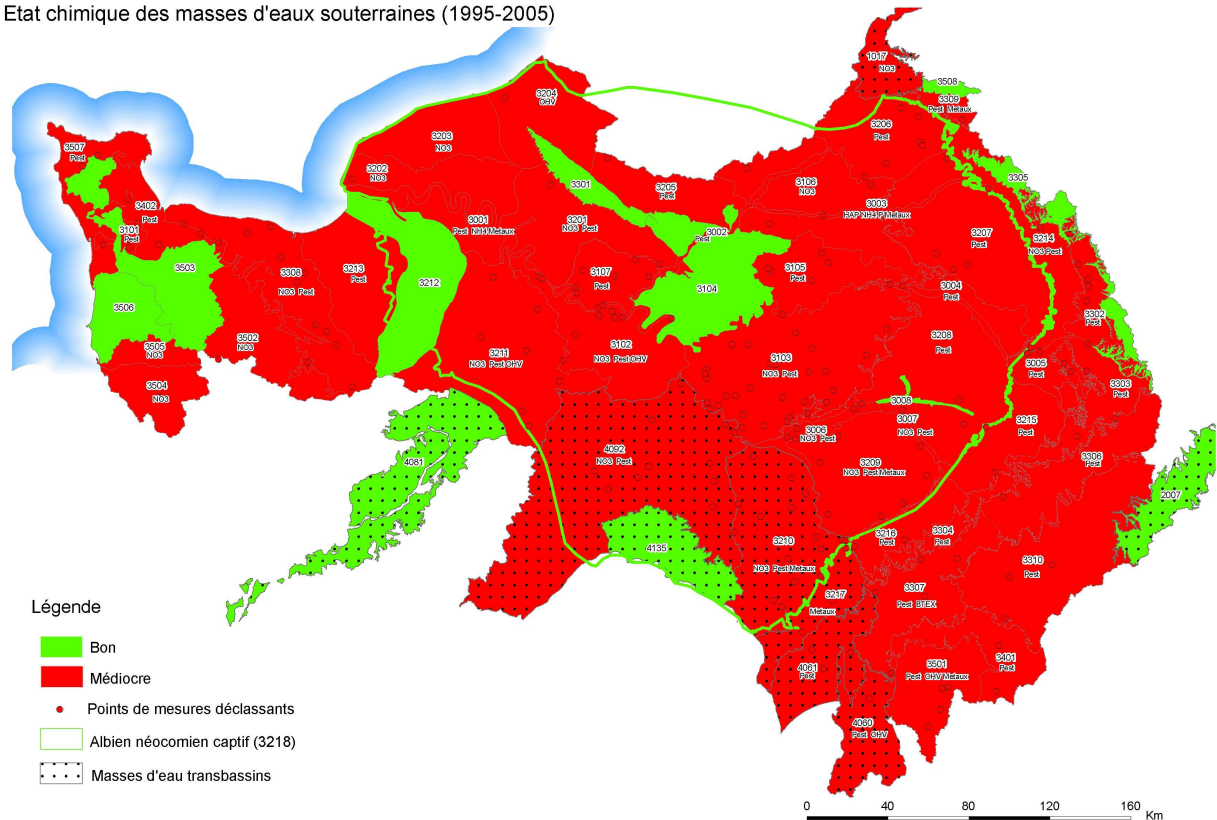 Etat chimique des masses d'eaux souterraines (1995-2005)
1017
NO3
3508
3309
Pest Metaux
3204
OHV
3206
Pest
3203
NO3
3507
Pest
3202
NO3
3301
3205
Pest
3106
NO3
3305
3402
Pest
3003
HAP NH4 P Metaux
3101
Pest
3001
Pest NH4 Metaux
3201
NO3 Pest
3002
Pest
3207
Pest
3214
NO3 Pest
3503
3308
NO3 Pest
3213
Pest
3212
3107
Pest
3105
Pest
3104
3004
Pest
3506
3302
Pest
3505
NO3
3502
NO3
3211
NO3 Pest OHV
3102
NO3 Pest OHV
3208
Pest
3103
NO3 Pest
3005
Pest
3504
NO3
3303
Pest
3008
3007
NO3 Pest
3006
NO3 Pest
3215
Pest
4092
NO3 Pest
4081
3209
NO3 Pest Metaux
3306
Pest
2007
3210
NO3 Pest Metaux
3216
Pest
3304
Pest
4135
3310
Pest
3217
Metaux
3307
Pest BTEX
4061
Pest
3501
Pest OHV Metaux
3401
Pest
4060
Pest OHV
Légende
Bon
Médiocre
Points de mesures déclassants
Albien néocomien captif (3218)
Masses d'eau transbassins
0 40 80 120 160
Km